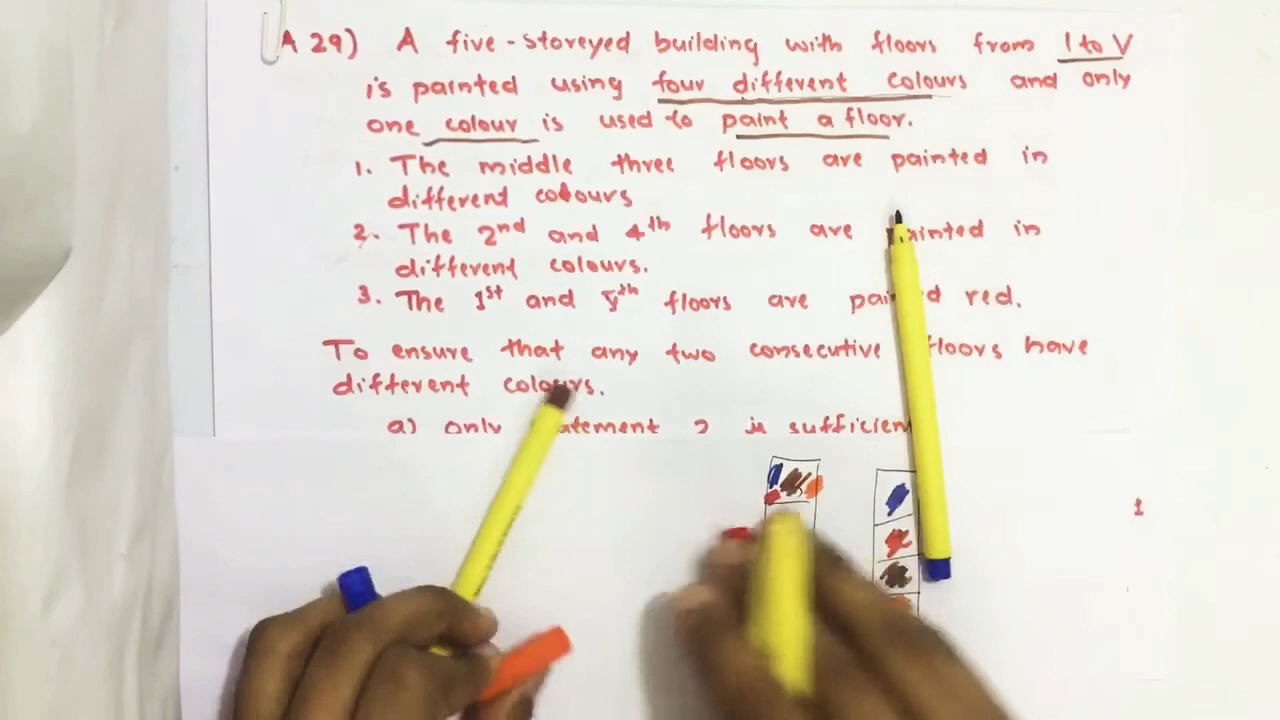 A 29) A five-storeyed building with floors from I to V
is painted using four different colours and only
one colour is used to paint a floor.
1. The middle three floors are painted in
different colours
2. The 2nd and 4th floors are painted in
different colours.
3. The 1st and 5th floors are painted red.
To ensure that any two consecutive floors have
different colours.
a) only statement 2 is sufficient
1